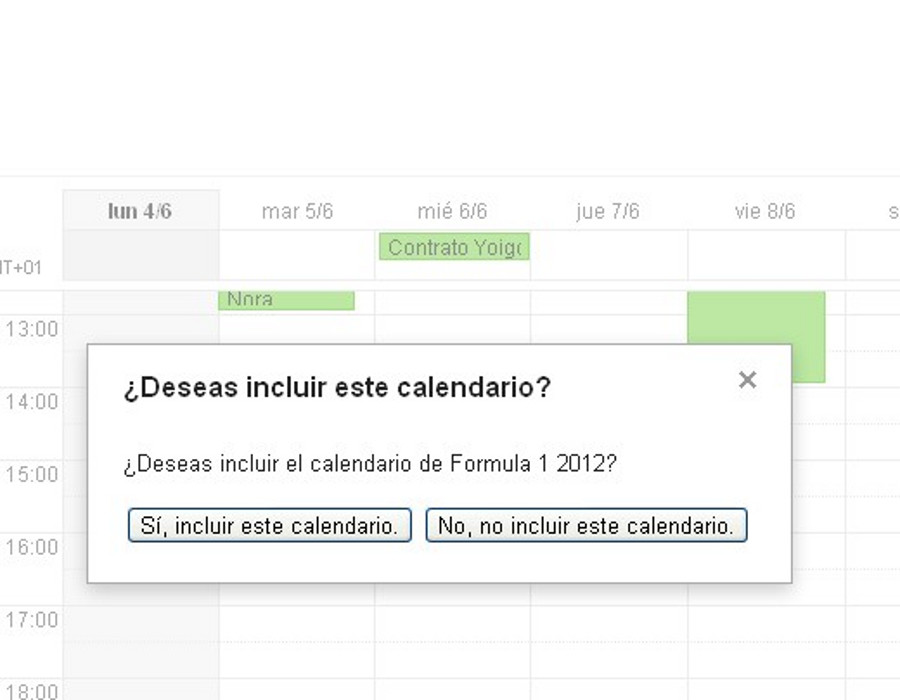 lun 4/6 mar 5/6 mié 6/6 jue 7/6 vie 8/6 s
Contrato Yoig
IT+01
Nora
13:00
¿Deseas incluir este calendario?
14:00
¿Deseas incluir el calendario de Formula 1 2012?
15:00
Sí, incluir este calendario. No, no incluir este calendario.
16:00
17:00
18:00